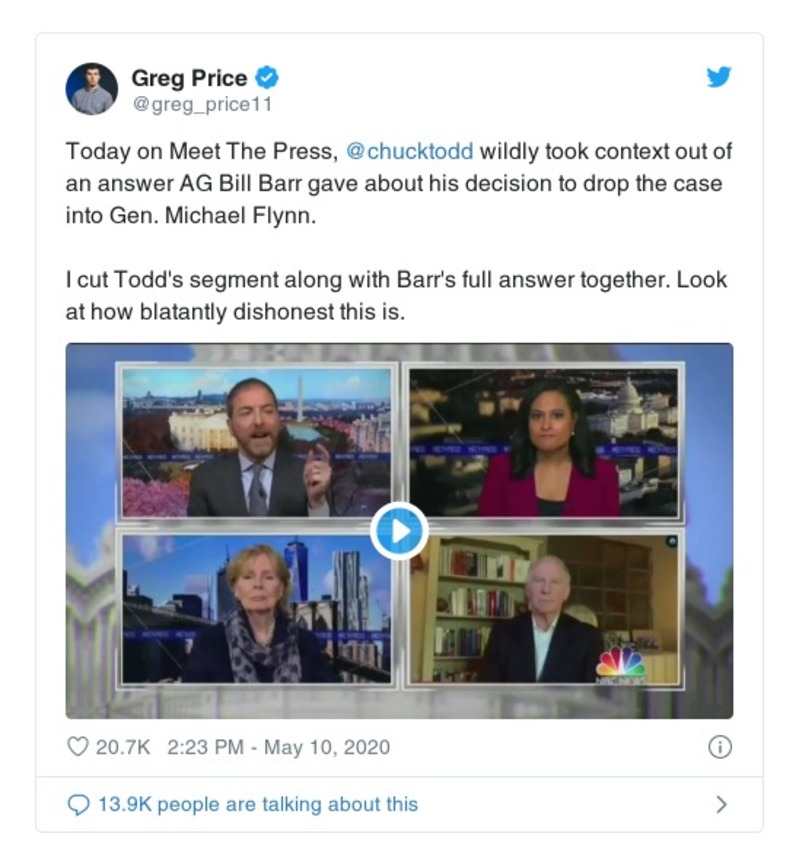 Greg Price
@greg_price11
Today on Meet The Press, @chucktodd wildly took context out of
an answer AG Bill Barr gave about his decision to drop the case
into Gen. Michael Flynn.
I cut Todd's segment along with Barr's full answer together. Look
at how blatantly dishonest this is.
NBC NEWS
20.7K 2:23 PM - May 10, 2020
13.9K people are talking about this